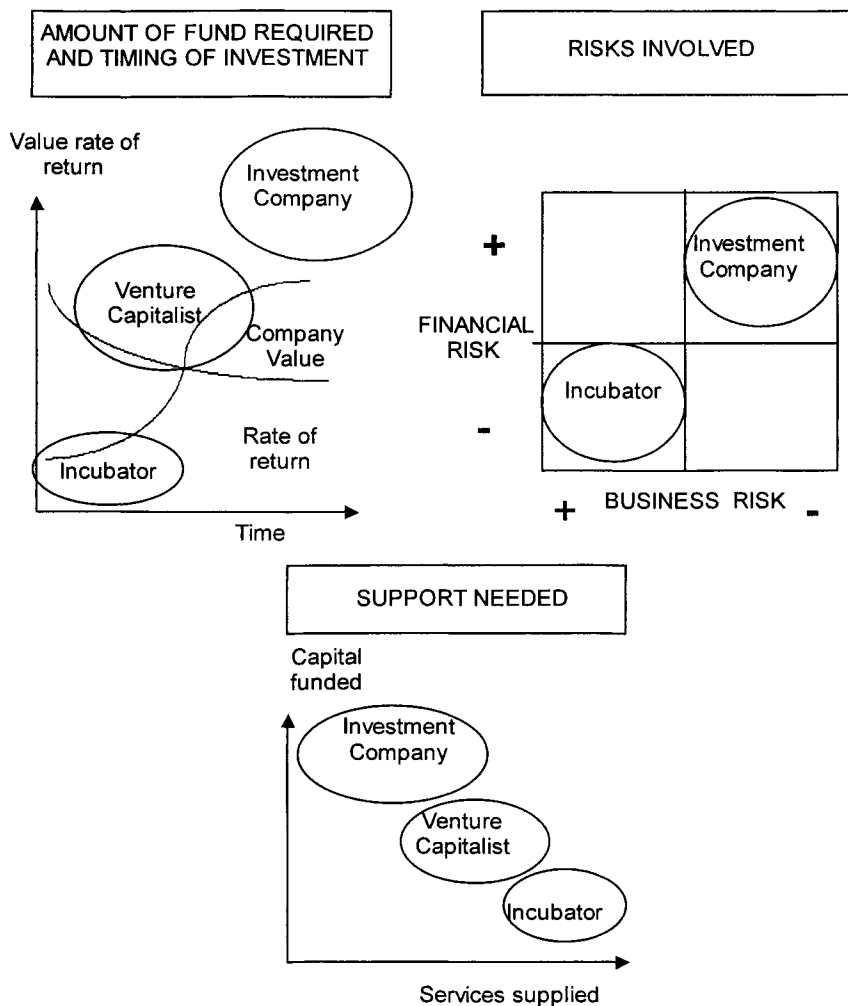 AMOUNT OF FUND REQUIRED
AND TIMING OF INVESTMENT
RISKS INVOLVED
Value rate of
return
Investment
Company
Venture
Capitalist
Company
Value
Incubator
Rate of
return
Time
+
FINANCIAL
RISK
-
Investment
Company
Incubator
+ BUSINESS RISK -
SUPPORT NEEDED
Capital
funded
Investment
Company
Venture
Capitalist
Incubator
Services supplied